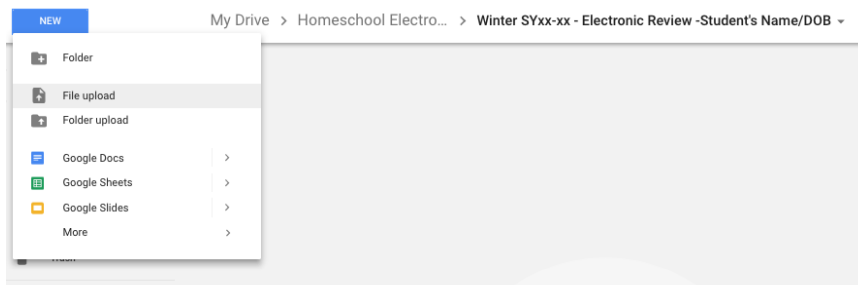 NEW
My Drive > Homeschool Electro... > Winter SYxx-xx - Electronic Review -Student's Name/DOB
Folder
File upload
Folder upload
Google Docs
Google Sheets
Google Slides
More